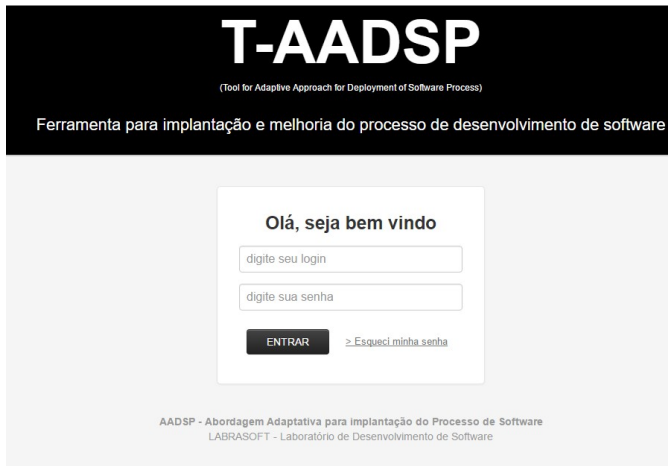 T-AADSP
(Tool for Adaptive Approach for Deployment of Software Process)
Ferramenta para implantação e melhoria do processo de desenvolvimento de software
Olá, seja bem vindo
digite seu login
digite sua senha
ENTRAR > Esqueci minha senha
AADSP - Abordagem Adaptativa para implantação do Processo de Software
LABRASOFT - Laboratório de Desenvolvimento de Software